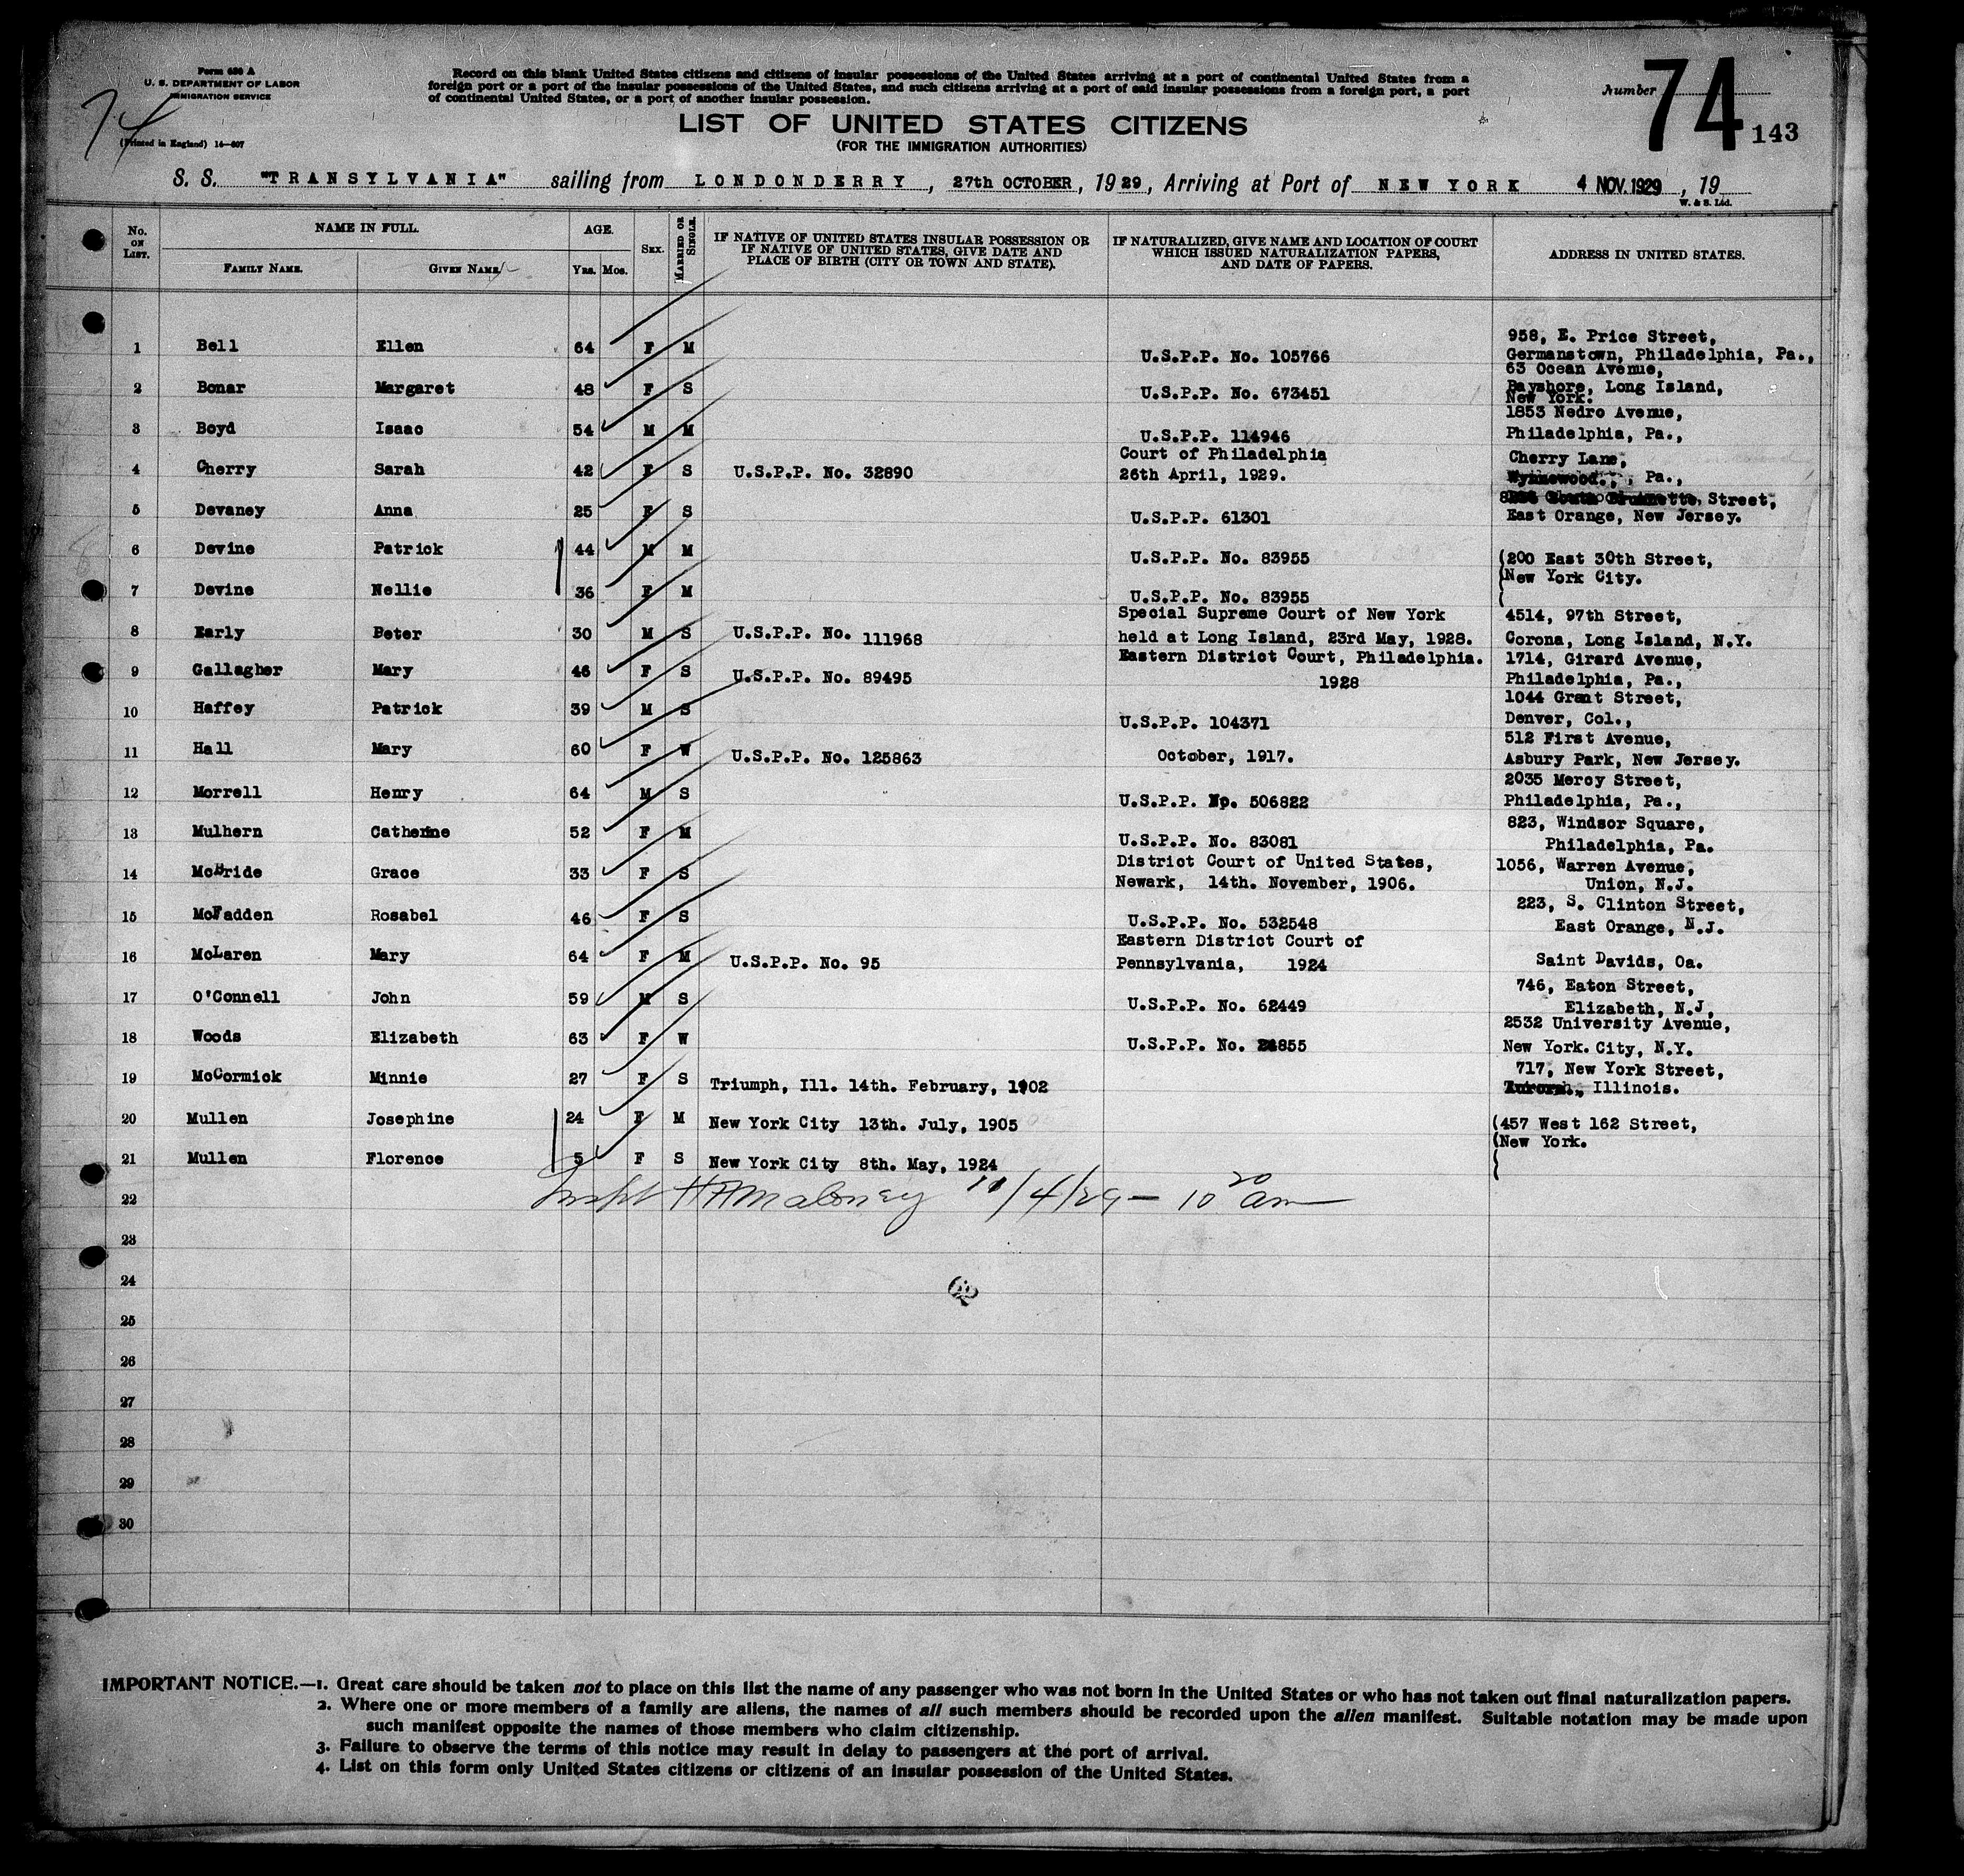 Form 630 A
U. S. DEPARTMENT OF LABOR
IMMIGRATION SERVICE
(Printed in England) 14—607
74
Record on this blank United States citizens and citizens of insular possessions of the United States arriving at a port of continental United States from a
foreign port or a port of the insular possessions of the United States, and such citizens arriving at a port of said insular possessions from a foreign port, a port
of continental United States, or a port of another insular possession.
Number 74 143
LIST OF UNITED STATES CITIZENS
(FOR THE IMMIGRATION AUTHORITIES)
S. S. "TRANSYLVANIA" sailing from LONDONDERRY, 27th OCTOBER, 1929, Arriving at Port of NEW YORK 4 NOV. 1929, 19
W. & S. Ltd.
No. ON LIST. NAME IN FULL. FAMILY NAME. GIVEN NAME. AGE. Yrs. Mos. SEX. MARRIED OR SINGLE. IF NATIVE OF UNITED STATES INSULAR POSSESSION OR IF NATIVE OF UNITED STATES, GIVE DATE AND PLACE OF BIRTH (CITY OR TOWN AND STATE). IF NATURALIZED, GIVE NAME AND LOCATION OF COURT WHICH ISSUED NATURALIZATION PAPERS, AND DATE OF PAPERS. ADDRESS IN UNITED STATES.
1 Bell Ellen 64 F M U.S.P.P. No. 105766 958, E. Price Street, Germanstown, Philadelphia, Pa.,
2 Bonar Margaret 48 F S U.S.P.P. No. 673451 63 Ocean Avenue, Bayshore, Long Island, New York.
3 Boyd Isaac 54 M M U.S.P.P. 114946 1853 Nedro Avenue, Philadelphia, Pa.,
4 Cherry Sarah 42 F S U.S.P.P. No. 32890 Court of Philadelphia 26th April, 1929. Cherry Lane, Wynnewood., Pa.,
5 Devaney Anna 25 F S U.S.P.P. 61301 Street, East Orange, New Jersey.
6 Devine Patrick 44 M M U.S.P.P. No. 83955 (200 East 30th Street,
(New York City.
7 Devine Nellie 36 F M U.S.P.P. No. 83955 (
8 Early Peter 30 M S U.S.P.P. No. 111968 Special Supreme Court of New York held at Long Island, 23rd May, 1928. 4514, 97th Street, Corona, Long Island, N.Y.
9 Gallagher Mary 46 F S U.S.P.P. No. 89495 Eastern District Court, Philadelphia. 1928 1714, Girard Avenue, Philadelphia, Pa.,
10 Haffey Patrick 39 M S U.S.P.P. 104371 1044 Grant Street, Denver, Col.,
11 Hall Mary 60 F W U.S.P.P. No. 125863 October, 1917. 512 First Avenue, Asbury Park, New Jersey.
12 Morrell Henry 64 M S U.S.P.P. No. 506822 2035 Mercy Street, Philadelphia, Pa.,
13 Mulhern Catherine 52 F M U.S.P.P. No. 83081 823, Windsor Square, Philadelphia, Pa.
14 McBride Grace 33 F S District Court of United States, Newark, 14th. November, 1906. 1056, Warren Avenue, Union, N.J.
15 McFadden Rosabel 46 F S U.S.P.P. No. 532548 223, S. Clinton Street, East Orange, N.J.
16 McLaren Mary 64 F M U.S.P.P. No. 95 Eastern District Court of Pennsylvania, 1924 Saint Davids, Oa.
17 O'Connell John 59 M S U.S.P.P. No. 62449 746, Eaton Street, Elizabeth, N.J,
18 Woods Elizabeth 63 F W U.S.P.P. No. 24855 2532 University Avenue, New York. City, N.Y.
19 McCormick Minnie 27 F S Triumph, Ill. 14th. February, 1902 717, New York Street, Aurora., Illinois.
20 Mullen Josephine 24 F M New York City 13th. July, 1905 (457 West 162 Street,
(New York.
21 Mullen Florence 5 F S New York City 8th. May, 1924 (
22 Inspt H A Maloney 11/4/29 — 10 20 am
23
24
25
26
27
28
29
30
IMPORTANT NOTICE.—1. Great care should be taken not to place on this list the name of any passenger who was not born in the United States or who has not taken out final naturalization papers.
2. Where one or more members of a family are aliens, the names of all such members should be recorded upon the alien manifest. Suitable notation may be made upon
such manifest opposite the names of those members who claim citizenship.
3. Failure to observe the terms of this notice may result in delay to passengers at the port of arrival.
4. List on this form only United States citizens or citizens of an insular possession of the United States.